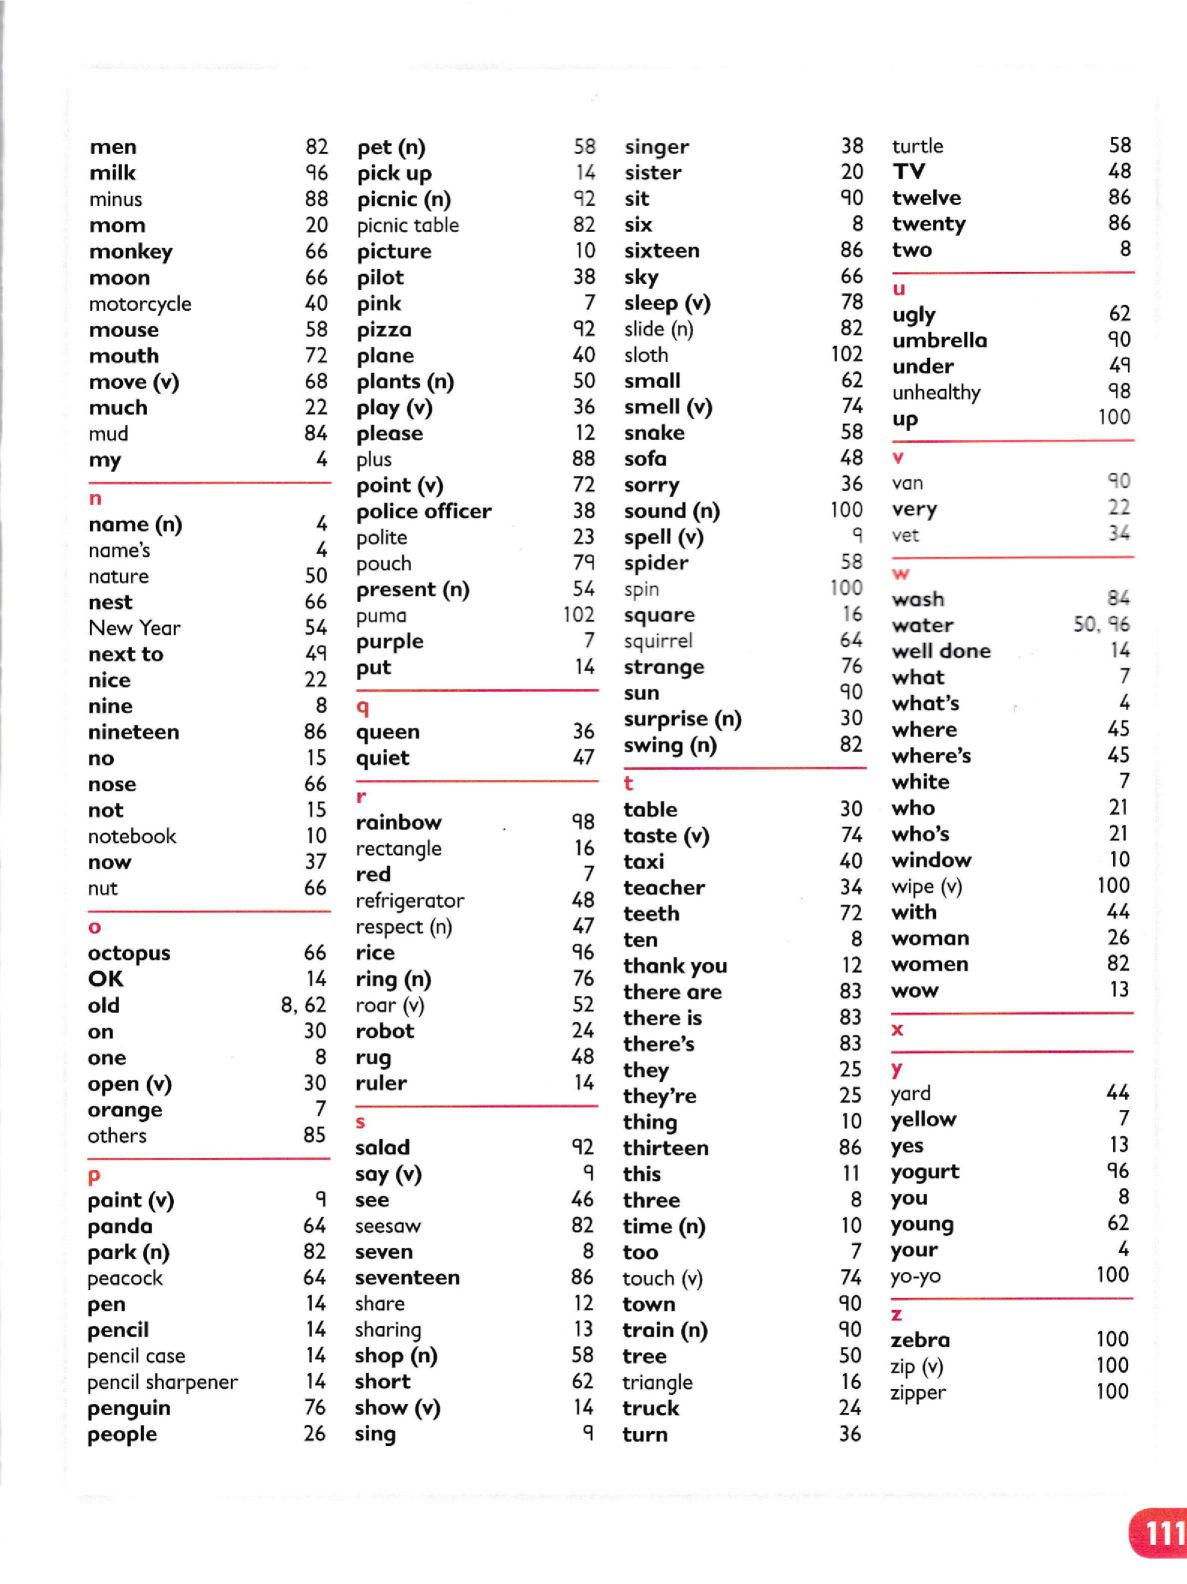 men 82
milk 96
minus 88
mom 20
monkey 66
moon 66
motorcycle 40
mouse 58
mouth 72
move (v) 68
much 22
mud 84
my 4
n
name (n) 4
name's 4
nature 50
nest 66
New Year 54
next to 49
nice 22
nine 8
nineteen 86
no 15
nose 66
not 15
notebook 10
now 37
nut 66
o
octopus 66
OK 14
old 8, 62
on 30
one 8
open (v) 30
orange 7
others 85
p
paint (v) 9
panda 64
park (n) 82
peacock 64
pen 14
pencil 14
pencil case 14
pencil sharpener 14
penguin 76
people 26
pet (n) 58
pick up 14
picnic (n) 92
picnic table 82
picture 10
pilot 38
pink 7
pizza 92
plane 40
plants (n) 50
play (v) 36
please 12
plus 88
point (v) 72
police officer 38
polite 23
pouch 79
present (n) 54
puma 102
purple 7
put 14
q
queen 36
quiet 47
r
rainbow 98
rectangle 16
red 7
refrigerator 48
respect (n) 47
rice 96
ring (n) 76
roar (v) 52
robot 24
rug 48
ruler 14
s
salad 92
say (v) 9
see 46
seesaw 82
seven 8
seventeen 86
share 12
sharing 13
shop (n) 58
short 62
show (v) 14
sing 9
singer 38
sister 20
sit 90
six 8
sixteen 86
sky 66
sleep (v) 78
slide (n) 82
sloth 102
small 62
smell (v) 74
snake 58
sofa 48
sorry 36
sound (n) 100
spell (v) 9
spider 58
spin 100
square 16
squirrel 64
strange 76
sun 90
surprise (n) 30
swing (n) 82
t
table 30
taste (v) 74
taxi 40
teacher 34
teeth 72
ten 8
thank you 12
there are 83
there is 83
there's 83
they 25
they're 25
thing 10
thirteen 86
this 11
three 8
time (n) 10
too 7
touch (v) 74
town 90
train (n) 90
tree 50
triangle 16
truck 24
turn 36
turtle 58
TV 48
twelve 86
twenty 86
two 8
u
ugly 62
umbrella 90
under 49
unhealthy 98
up 100
v
van 90
very 22
vet 34
w
wash 84
water 50, 96
well done 14
what 7
what's 4
where 45
where's 45
white 7
who 21
who's 21
window 10
wipe (v) 100
with 44
woman 26
women 82
wow 13
x
y
yard 44
yellow 7
yes 13
yogurt 96
you 8
young 62
your 4
yo-yo 100
z
zebra 100
zip (v) 100
zipper 100
111